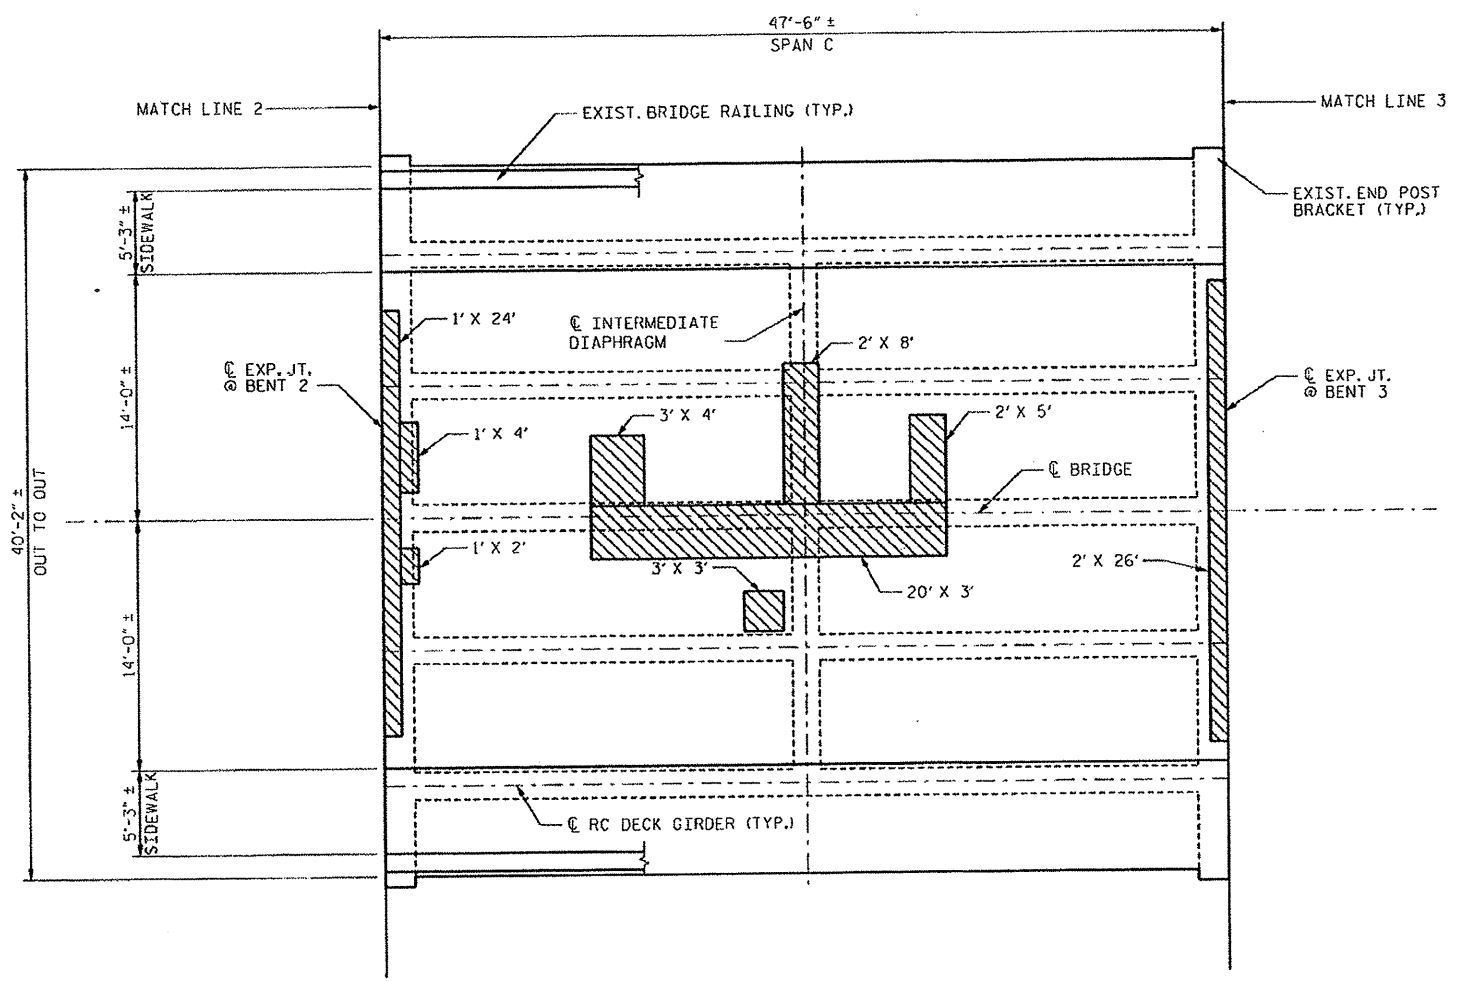 47'-6" ±
SPAN C
MATCH LINE 2
EXIST. BRIDGE RAILING (TYP.)
MATCH LINE 3
EXIST. END POST
BRACKET (TYP.)
5'-3" ±
SIDEWALK
1' X 24'
℄ INTERMEDIATE
DIAPHRAGM
2' X 8'
℄ EXP. JT.
@ BENT 2
℄ EXP. JT.
@ BENT 3
14'-0" ±
3' X 4'
2' X 5'
1' X 4'
℄ BRIDGE
40'-2" ±
OUT TO OUT
1' X 2'
3' X 3'
2' X 26'
20' X 3'
14'-0" ±
5'-3" ±
SIDEWALK
℄ RC DECK GIRDER (TYP.)